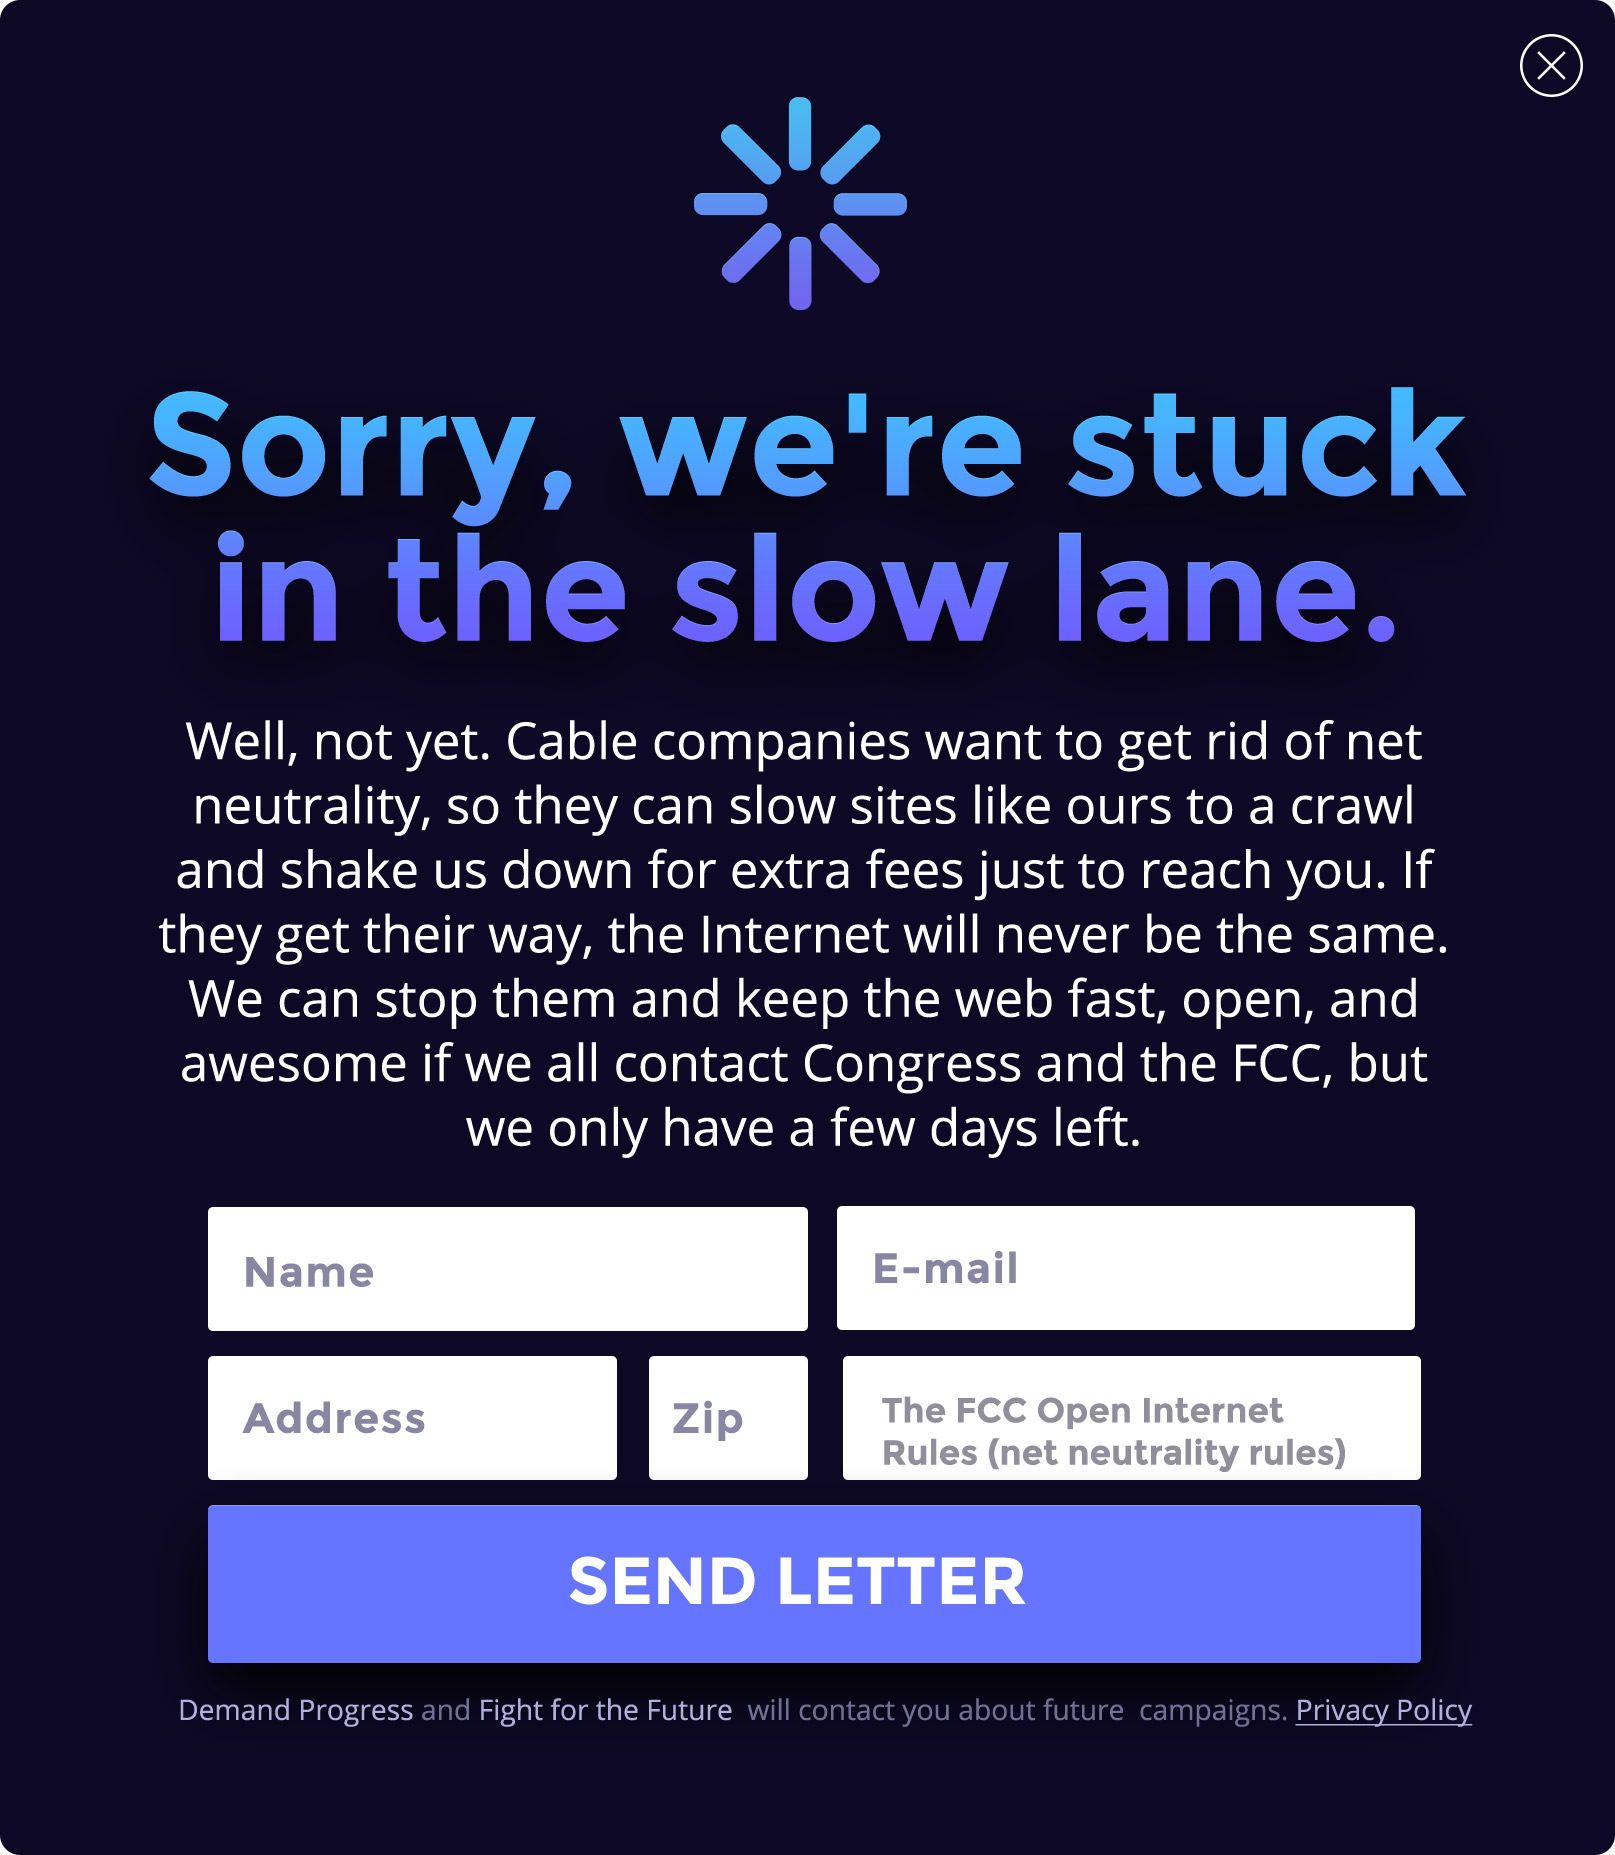 Sorry, we're stuck
in the slow lane.
Well, not yet. Cable companies want to get rid of net
neutrality, so they can slow sites like ours to a crawl
and shake us down for extra fees just to reach you. If
they get their way, the Internet will never be the same.
We can stop them and keep the web fast, open, and
awesome if we all contact Congress and the FCC, but
we only have a few days left.
Name
E-mail
Address
Zip
The FCC Open Internet
Rules (net neutrality rules)
SEND LETTER
Demand Progress and Fight for the Future will contact you about future campaigns. Privacy Policy